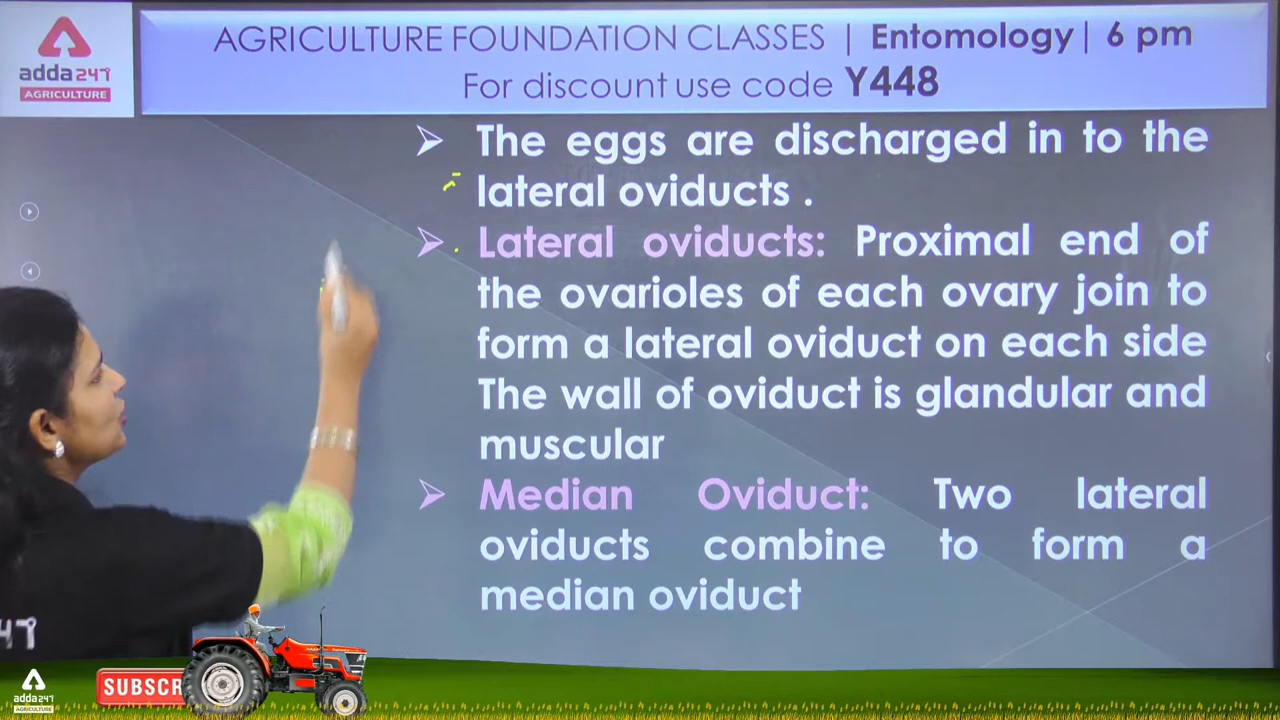 adda247
AGRICULTURE
AGRICULTURE FOUNDATION CLASSES | Entomology| 6 pm
For discount use code Y448
The eggs are discharged in to the
lateral oviducts .
Lateral oviducts: Proximal end of
the ovarioles of each ovary join to
form a lateral oviduct on each side
The wall of oviduct is glandular and
muscular
Median Oviduct: Two lateral
oviducts combine to form a
median oviduct
47
adda247
AGRICULTURE
SUBSCR